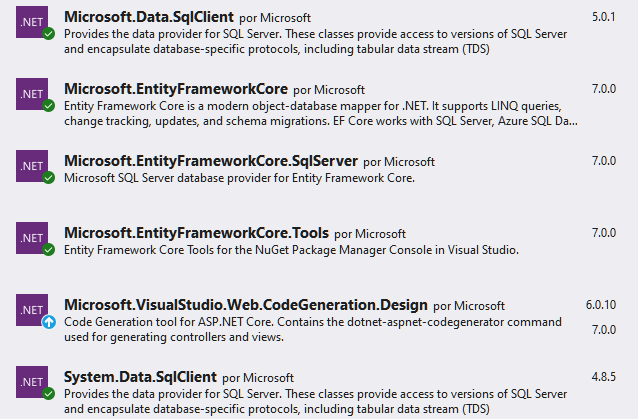 Microsoft.Data.SqlClient por Microsoft 5.0.1
.NET Provides the data provider for SQL Server. These classes provide access to versions of SQL Server
and encapsulate database-specific protocols, including tabular data stream (TDS)
Microsoft.EntityFrameworkCore por Microsoft 7.0.0
.NET Entity Framework Core is a modern object-database mapper for .NET. It supports LINQ queries,
change tracking, updates, and schema migrations. EF Core works with SQL Server, Azure SQL Da...
Microsoft.EntityFrameworkCore.SqlServer por Microsoft 7.0.0
.NET Microsoft SQL Server database provider for Entity Framework Core.
Microsoft.EntityFrameworkCore.Tools por Microsoft 7.0.0
.NET Entity Framework Core Tools for the NuGet Package Manager Console in Visual Studio.
Microsoft.VisualStudio.Web.CodeGeneration.Design por Microsoft 6.0.10
.NET Code Generation tool for ASP.NET Core. Contains the dotnet-aspnet-codegenerator command 7.0.0
used for generating controllers and views.
System.Data.SqlClient por Microsoft 4.8.5
.NET Provides the data provider for SQL Server. These classes provide access to versions of SQL Server
and encapsulate database-specific protocols, including tabular data stream (TDS)